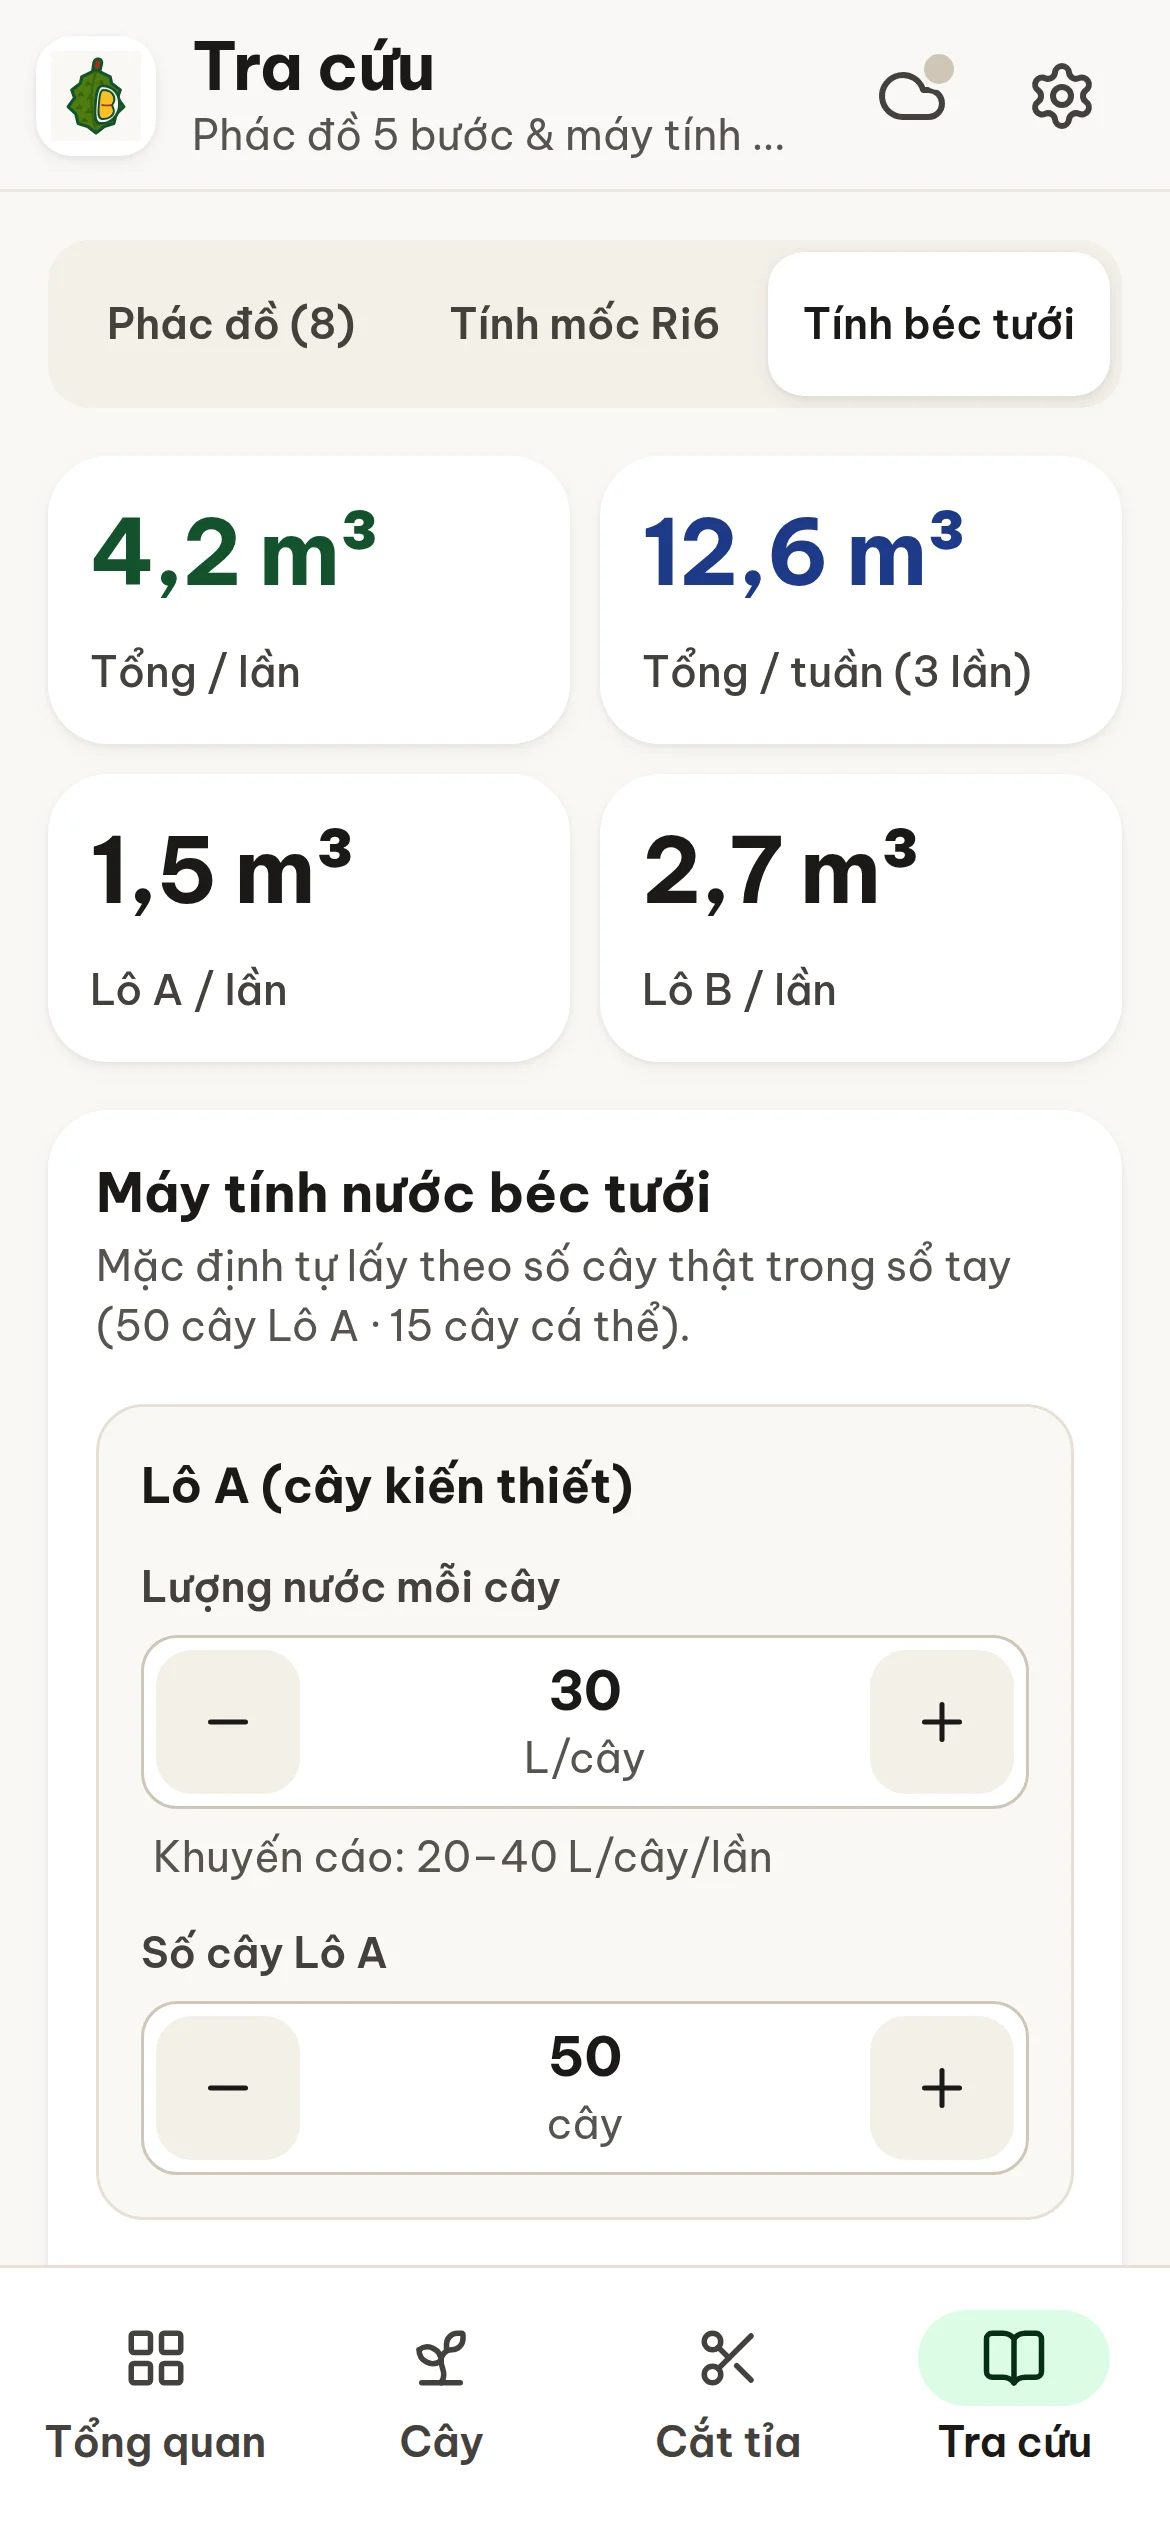 Tra cứu
Phác đồ 5 bước & máy tính ...
Phác đồ (8)
Tính mốc Ri6
Tính béc tưới
4,2 m³
Tổng / lần
12,6 m³
Tổng / tuần (3 lần)
1,5 m³
Lô A / lần
2,7 m³
Lô B / lần
Máy tính nước béc tưới
Mặc định tự lấy theo số cây thật trong sổ tay
(50 cây Lô A · 15 cây cá thể).
Lô A (cây kiến thiết)
Lượng nước mỗi cây
30
L/cây
Khuyến cáo: 20–40 L/cây/lần
Số cây Lô A
50
cây
Tổng quan
Cây
Cắt tỉa
Tra cứu